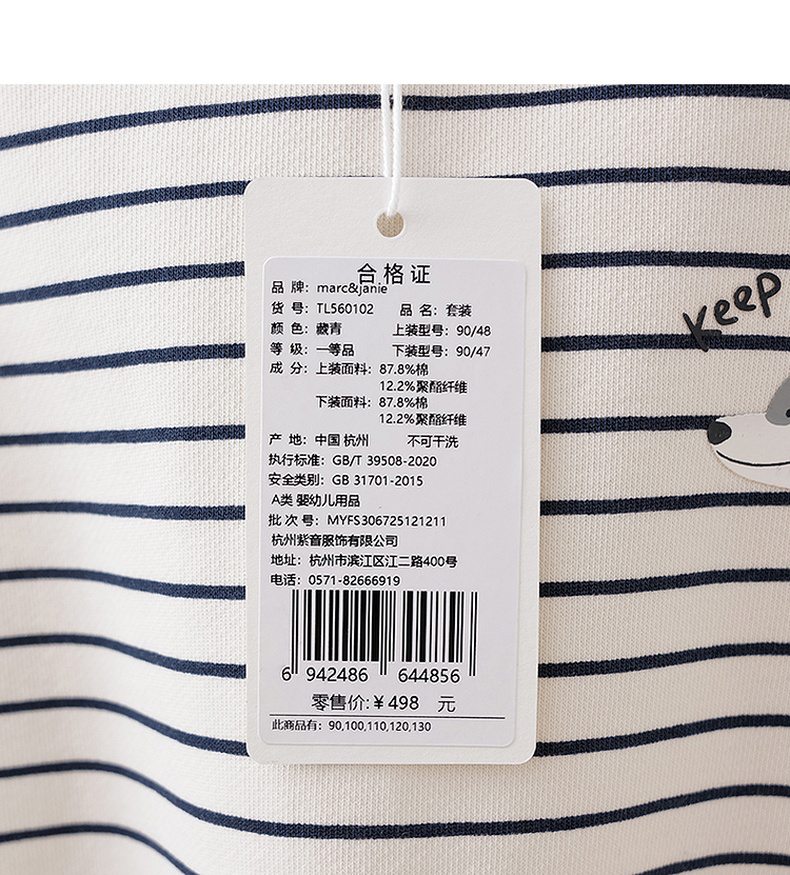 合格证
品 牌: marc&janie
货 号: TL560102 品 名: 套装
颜 色: 藏青 上装型号: 90/48
等 级: 一等品 下装型号: 90/47
成 分: 上装面料: 87.8%棉
12.2%聚酯纤维
下装面料: 87.8%棉
12.2%聚酯纤维
产 地: 中国 杭州 不可干洗
执行标准: GB/T 39508-2020
安全类别: GB 31701-2015
A类 婴幼儿用品
批 次 号: MYFS306725121211
杭州紫音服饰有限公司
地址: 杭州市滨江区江二路400号
电话: 0571-82666919
6 942486 644856
零售价:¥498 元
此商品有: 90,100,110,120,130
Keep